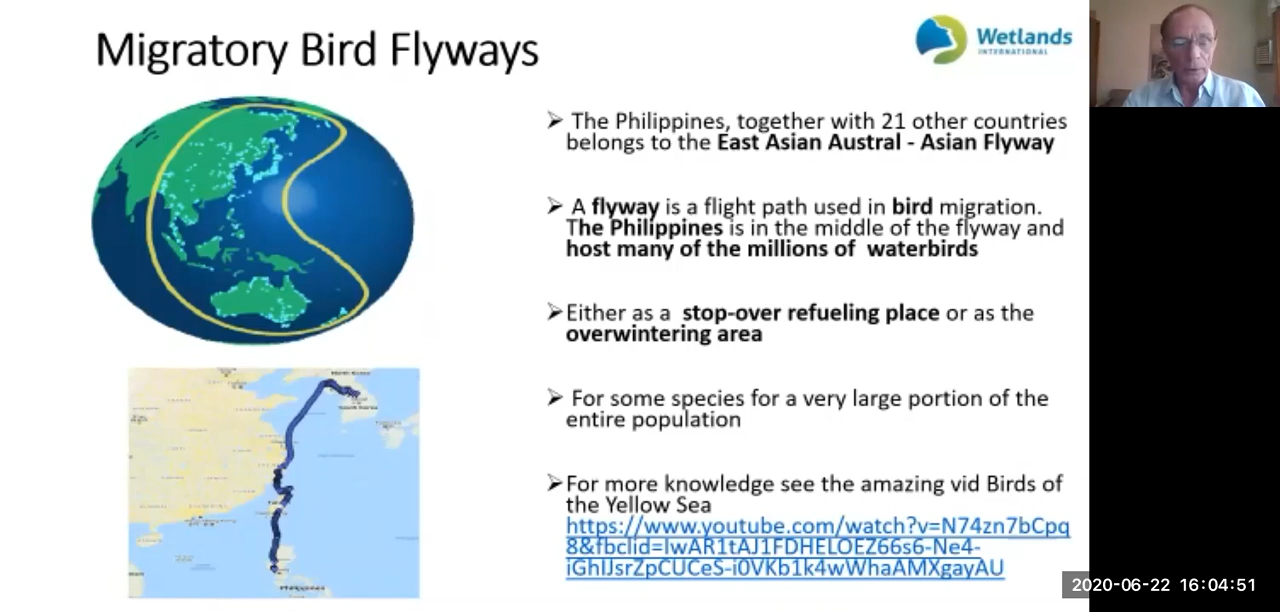 Migratory Bird Flyways
Wetlands
INTERNATIONAL
➢ The Philippines, together with 21 other countries
belongs to the East Asian Austral - Asian Flyway
➢ A flyway is a flight path used in bird migration.
The Philippines is in the middle of the flyway and
host many of the millions of waterbirds
➢ Either as a stop-over refueling place or as the
overwintering area
➢ For some species for a very large portion of the
entire population
➢ For more knowledge see the amazing vid Birds of
the Yellow Sea
https://www.youtube.com/watch?v=N74zn7bCpq
8&fbclid=IwAR1tAJ1FDHELOEZ66s6-Ne4-
iGhIJsrZpCUCeS-i0VKb1k4wWhaAMXgayAU
North Korea
South Korea
Philippines
2020-06-22 16:04:51